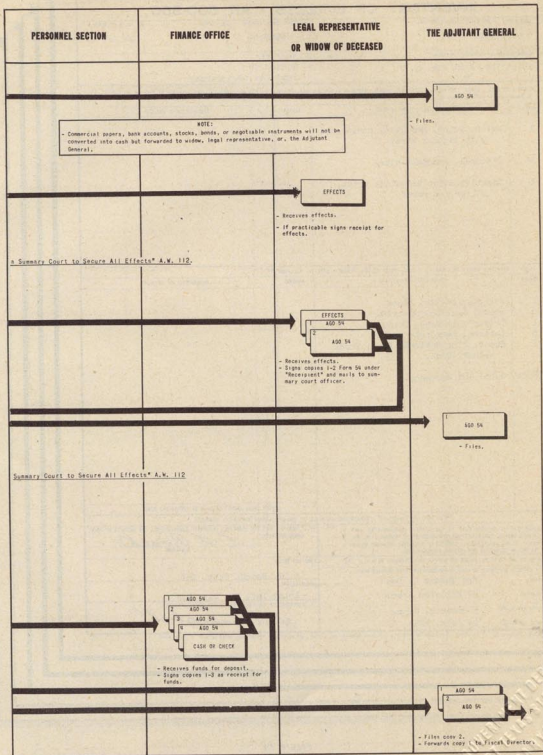 PERSONNEL SECTION
FINANCE OFFICE
LEGAL REPRESENTATIVE
OR WIDOW OF DECEASED
THE ADJUTANT GENERAL
1
AGO 54
- Files.
NOTE:
- Commercial papers, bank accounts, stocks, bonds, or negotiable instruments will not be
converted into cash but forwarded to widow, legal representative, or, the Adjutant
General.
EFFECTS
- Receives effects.
- If practicable signs receipt for
effects.
Summary Court to Secure All Effects" A.W. 112.
EFFECTS
1 AGO 54
2
AGO 54
- Receives effects.
- Signs copies 1-2 Form 54 under
"Receipient" and mails to sum-
mary court officer.
1
AGO 54
- Files.
Summary Court to Secure All Effects" A.W. 112
1 AGO 54
2 AGO 54
3 AGO 54
4 AGO 54
CASH OR CHECK
- Receives funds for deposit.
- Signs copies 1-3 as receipt for
funds.
1 AGO 54
2
AGO 54
- Files copy 2.
- Forwards copy to Fiscal Director.